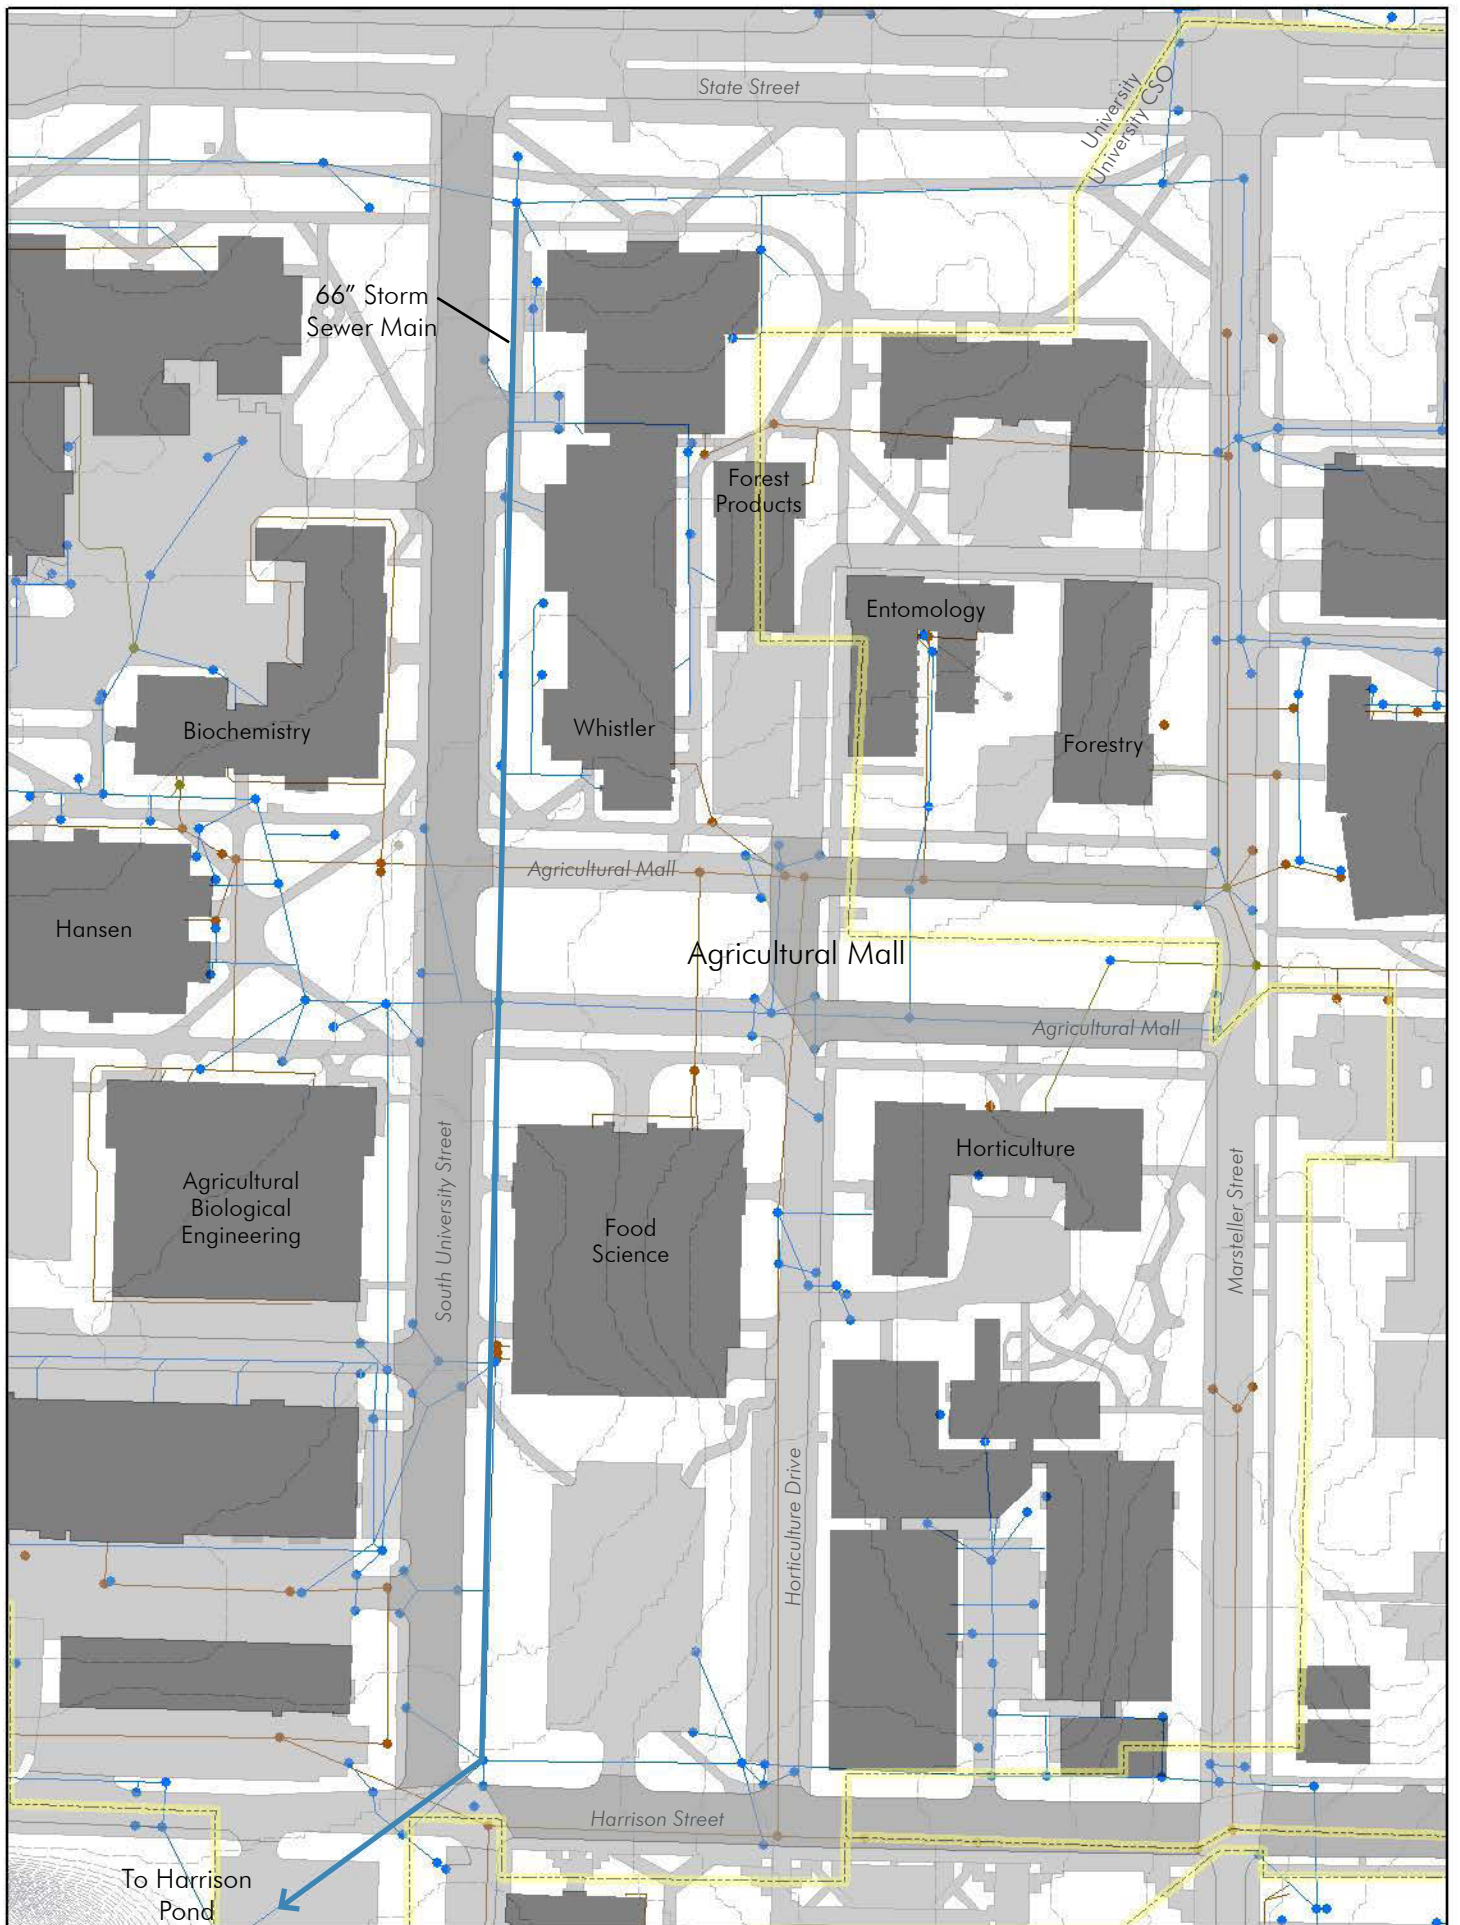 State Street
University
University CSO
66" Storm
Sewer Main
Forest
Products
Entomology
Biochemistry
Whistler
Forestry
Agricultural Mall
Hansen
Agricultural Mall
Agricultural Mall
South University Street
Horticulture
Marsteller Street
Agricultural
Biological
Engineering
Food
Science
Horticulture Drive
Harrison Street
To Harrison
Pond